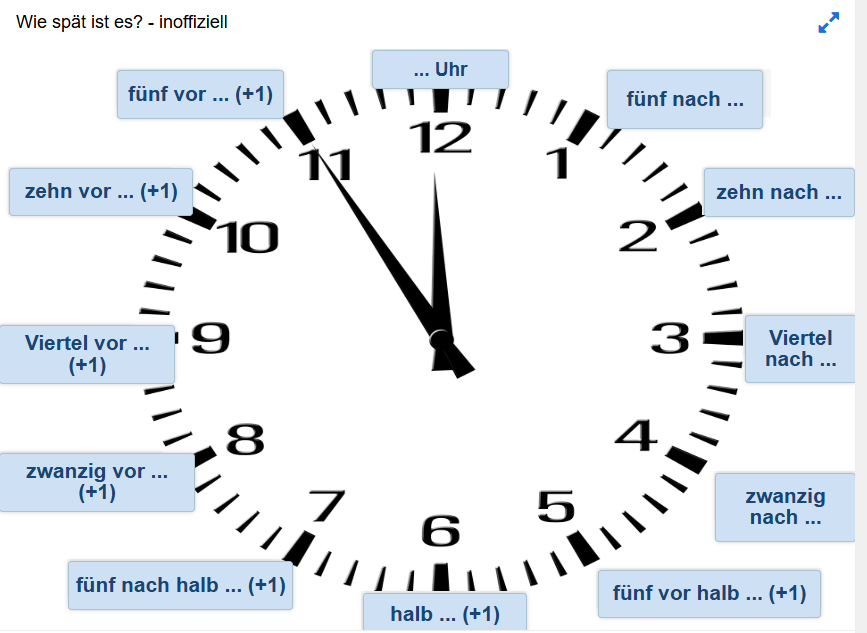 Wie spät ist es? - inoffiziell
... Uhr
fünf vor ... (+1)
fünf nach ...
12
11
1
zehn vor ... (+1)
zehn nach ...
10
2
Viertel vor ...
(+1)
9
3
Viertel
nach ...
8
4
zwanzig vor ...
(+1)
zwanzig
nach ...
7
5
6
fünf nach halb ... (+1)
fünf vor halb ... (+1)
halb ... (+1)